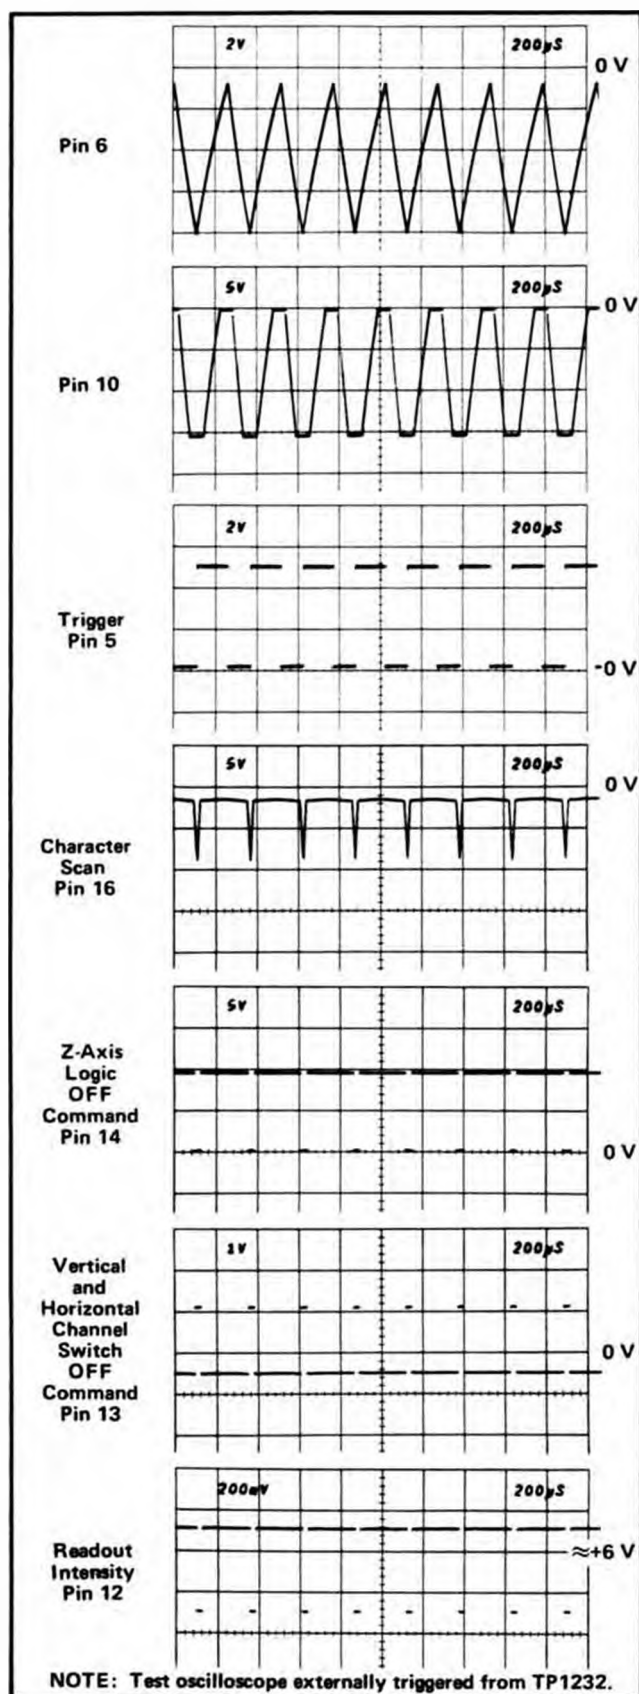 2V 200µS
0 V
Pin 6
5V 200µS
0 V
Pin 10
2V 200µS
Trigger
Pin 5
-0 V
5V 200µS
0 V
Character
Scan
Pin 16
5V 200µS
Z-Axis
Logic
OFF
Command
Pin 14
0 V
1V 200µS
Vertical
and
Horizontal
Channel
Switch
OFF
Command
Pin 13
0 V
200mV 200µS
Readout
Intensity
Pin 12
≈+6 V
NOTE: Test oscilloscope externally triggered from TP1232.